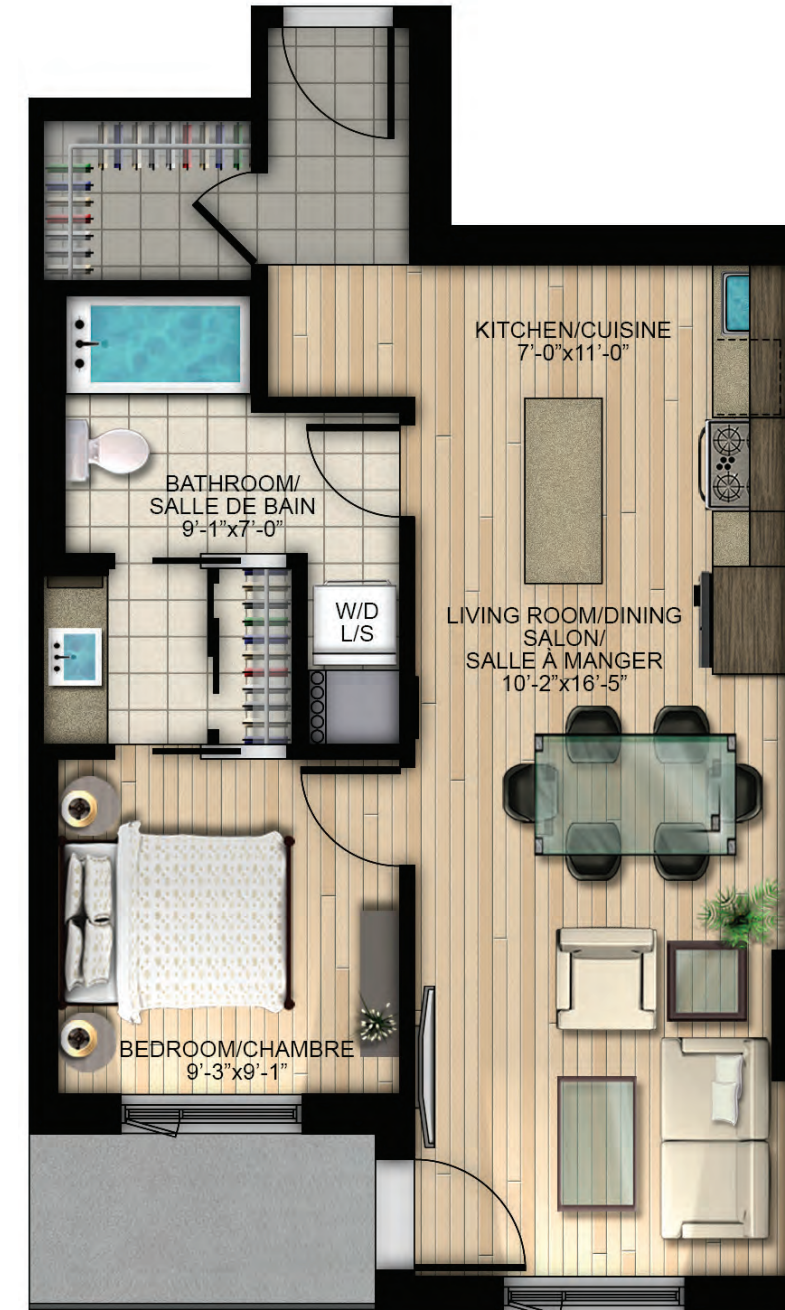 KITCHEN/CUISINE
7'-0"x11'-0"
BATHROOM/
SALLE DE BAIN
9'-1"x7'-0"
W/D
L/S
LIVING ROOM/DINING
SALON/
SALLE À MANGER
10'-2"x16'-5"
BEDROOM/CHAMBRE
9'-3"x9'-1"